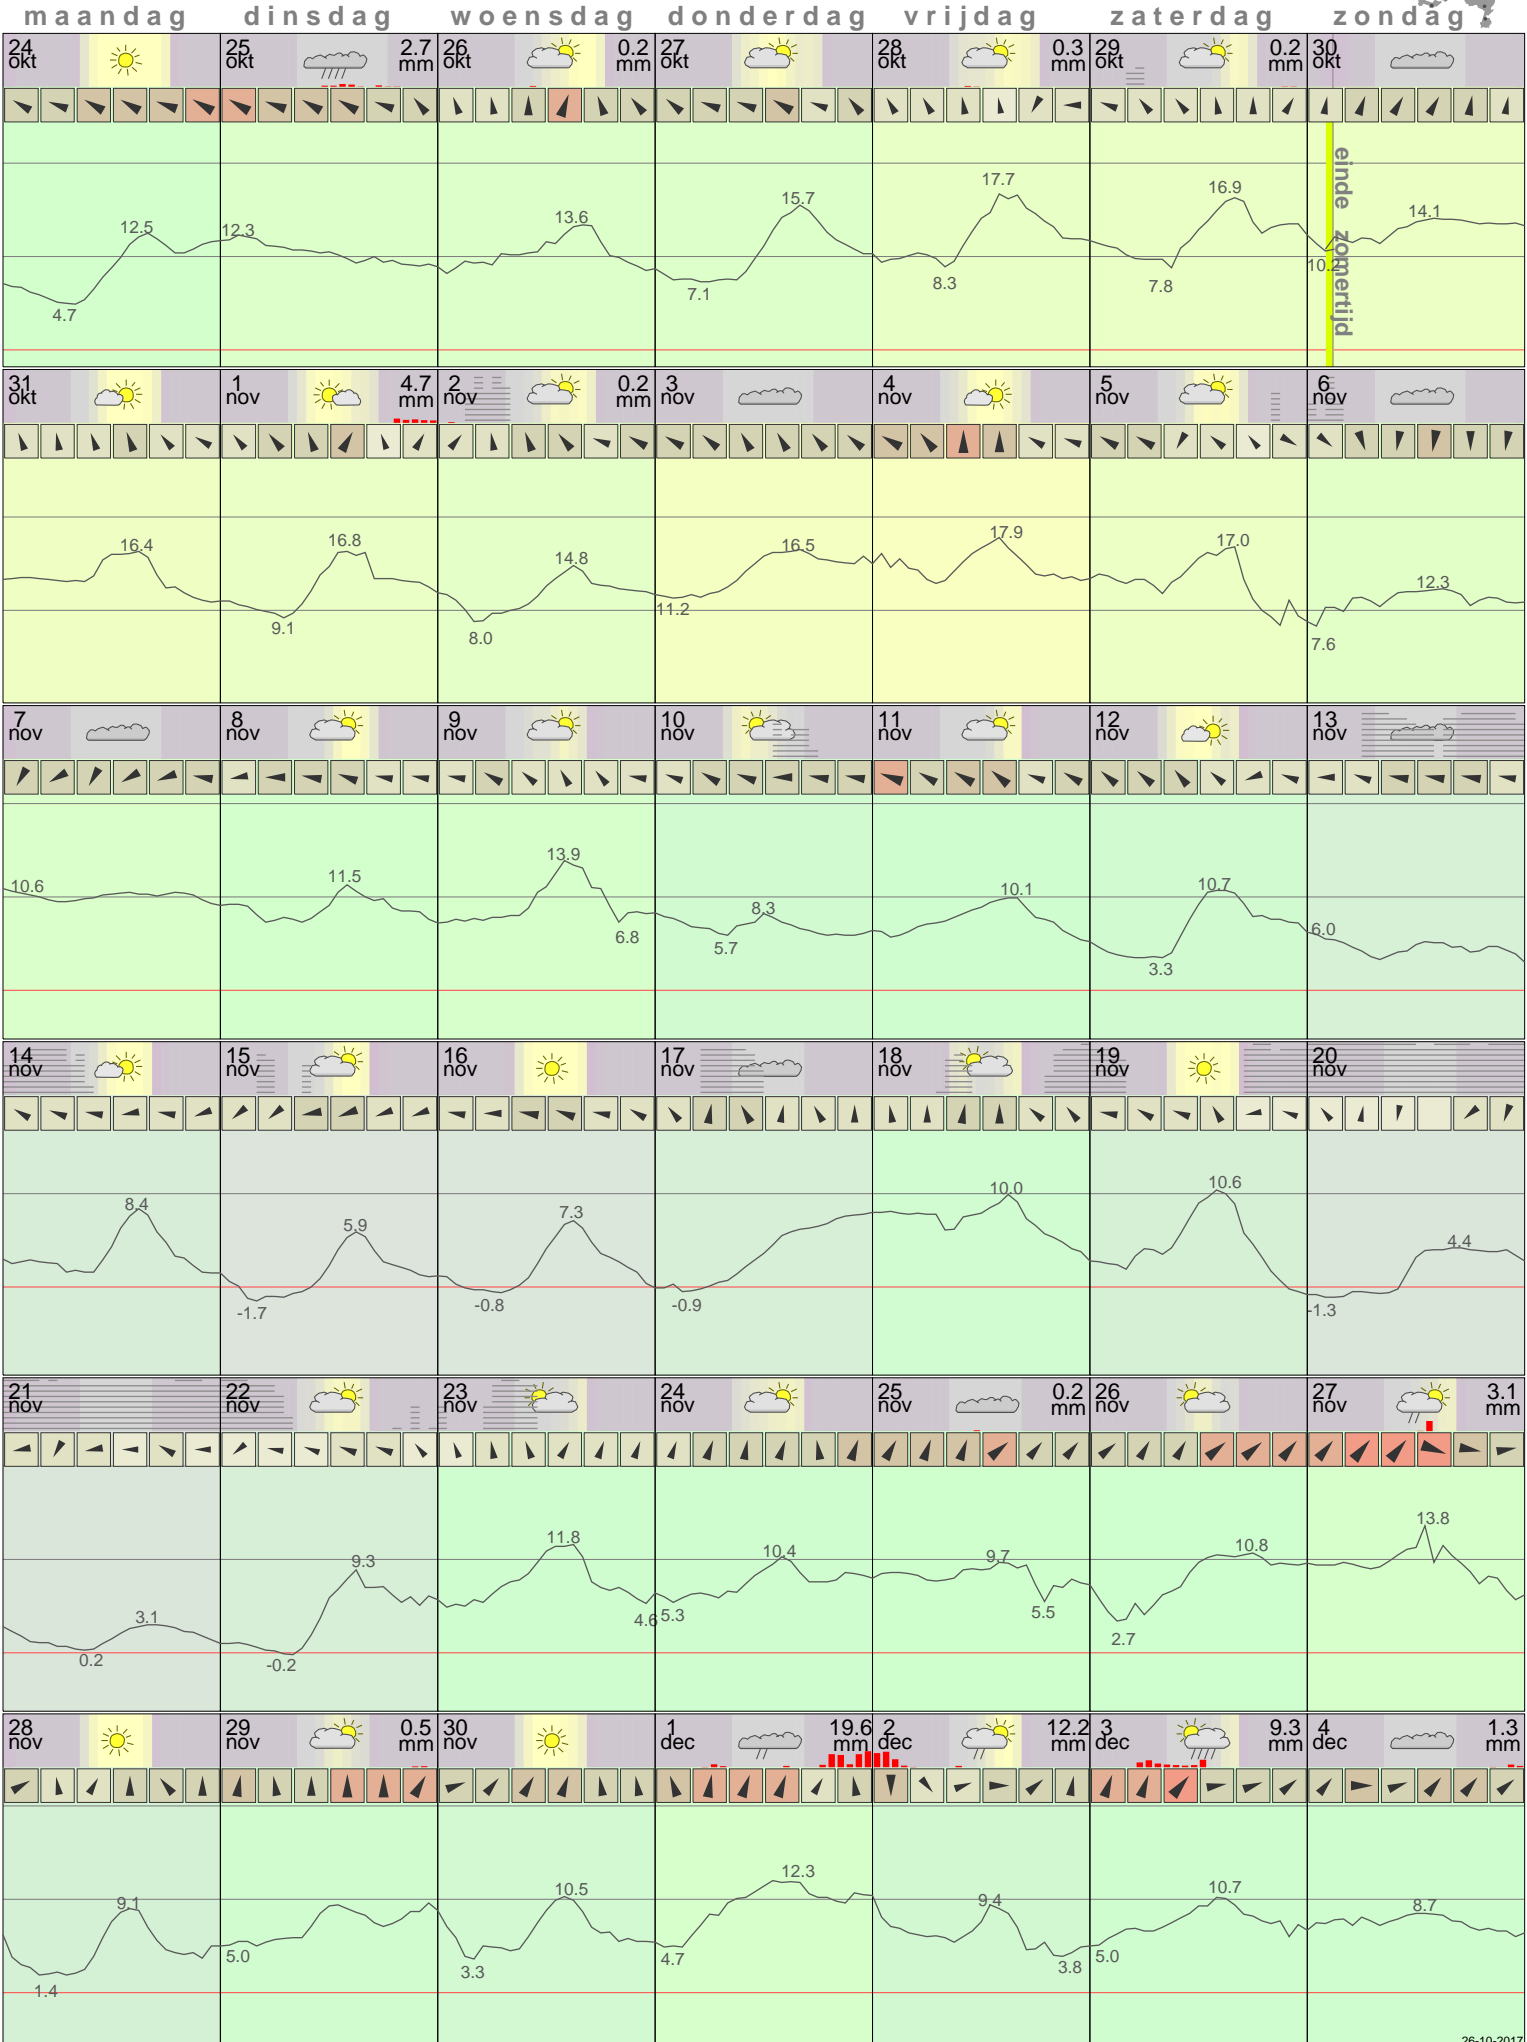 maandag dinsdag woensdag donderdag vrijdag zaterdag zondag
24 okt 25 okt 2.7 mm 26 okt 0.2 mm 27 okt 28 okt 0.3 mm 29 okt 0.2 mm 30 okt
12.5 4.7 12.3 13.6 15.7 7.1 17.7 8.3 16.9 7.8 14.1 10.2
einde zomertijd
31 okt 1 nov 4.7 mm 2 nov 0.2 mm 3 nov 4 nov 5 nov 6 nov
16.4 16.8 9.1 14.8 8.0 16.5 11.2 17.9 17.0 12.3 7.6
7 nov 8 nov 9 nov 10 nov 11 nov 12 nov 13 nov
10.6 11.5 13.9 6.8 8.3 5.7 10.1 10.7 3.3 6.0
14 nov 15 nov 16 nov 17 nov 18 nov 19 nov 20 nov
8.4 5.9 -1.7 7.3 -0.8 -0.9 10.0 10.6 4.4 -1.3
21 nov 22 nov 23 nov 24 nov 25 nov 0.2 mm 26 nov 27 nov 3.1 mm
3.1 0.2 9.3 -0.2 11.8 4.6 10.4 5.3 9.7 5.5 10.8 2.7 13.8
28 nov 29 nov 0.5 mm 30 nov 1 dec 19.6 mm 2 dec 12.2 mm 3 dec 9.3 mm 4 dec 1.3 mm
9.1 1.4 5.0 10.5 3.3 12.3 4.7 9.4 3.8 10.7 5.0 8.7
26-10-2017